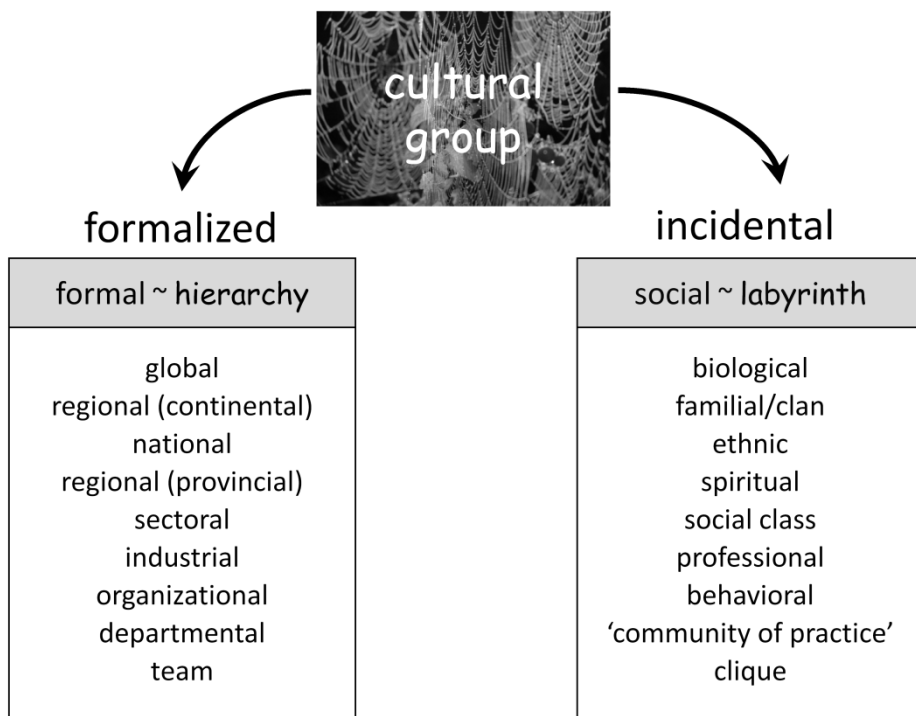 cultural
group
formalized
formal ~ hierarchy
global
regional (continental)
national
regional (provincial)
sectoral
industrial
organizational
departmental
team
incidental
social ~ labyrinth
biological
familial/clan
ethnic
spiritual
social class
professional
behavioral
‘community of practice’
clique